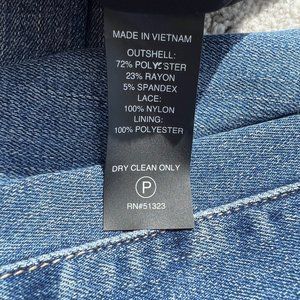 MADE IN VIETNAM
OUTSHELL:
72% POLYESTER
23% RAYON
5% SPANDEX
LACE:
100% NYLON
LINING:
100% POLYESTER
DRY CLEAN ONLY
P
RN#51323